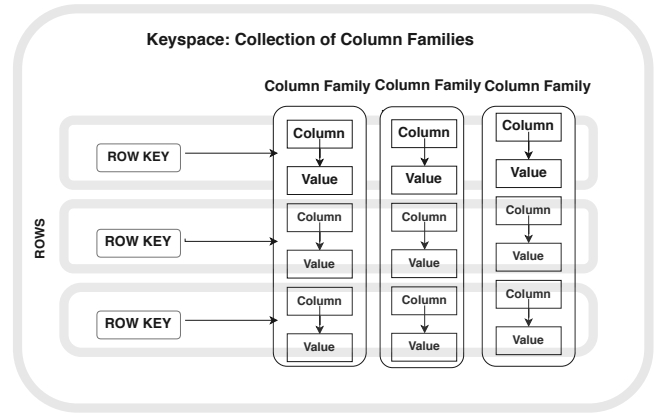 Keyspace: Collection of Column Families
Column Family Column Family Column Family
ROWS
ROW KEY
Column
Value
Column
Value
Column
Value
ROW KEY
Column
Value
Column
Value
Column
Value
ROW KEY
Column
Value
Column
Value
Column
Value